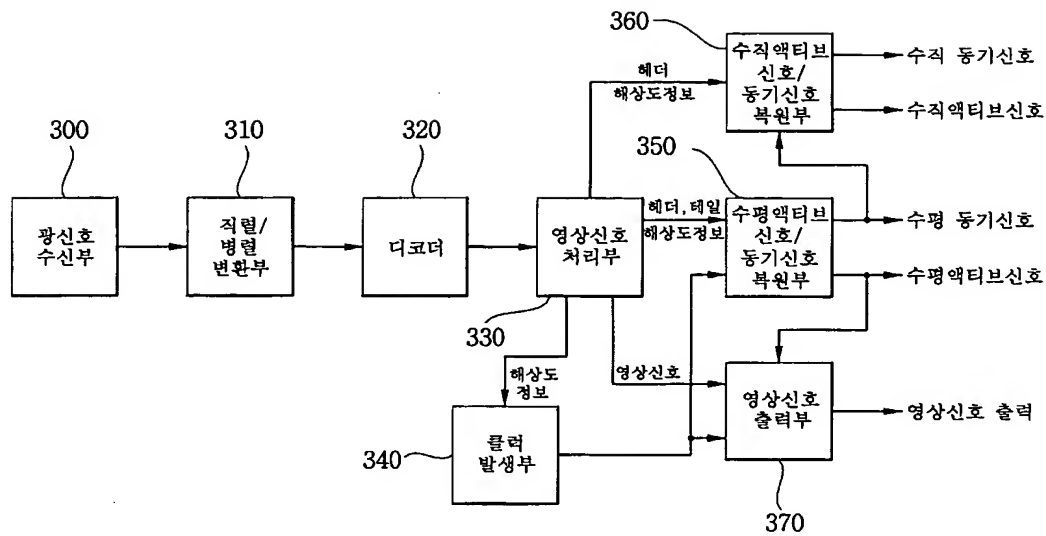 360
수직액티브
신호/
동기신호
복원부
수직 동기신호
수직액티브신호
헤더
해상도정보
300
310
320
350
광신호
수신부
직렬/
병렬
변환부
디코더
영상신호
처리부
헤더,테일
해상도정보
수평액티브
신호/
동기신호
복원부
수평 동기신호
수평액티브신호
330
해상도
정보
영상신호
영상신호
출력부
영상신호 출력
340
클럭
발생부
370